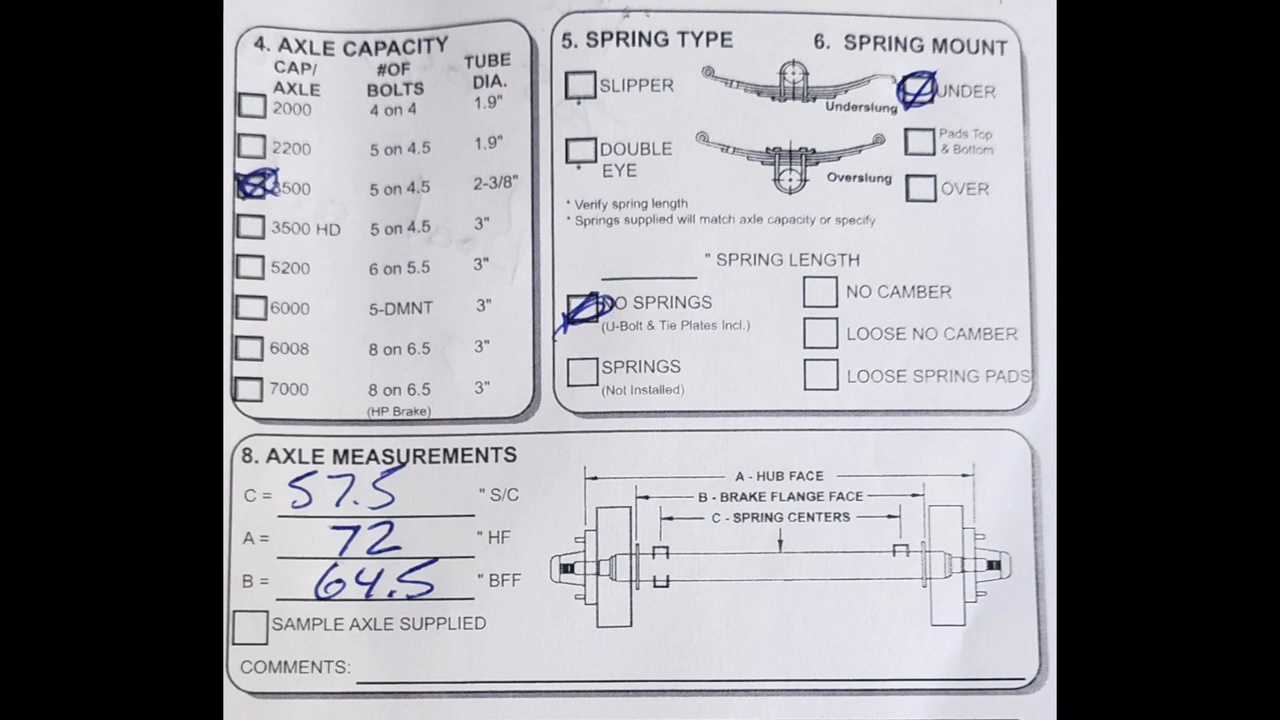 4. AXLE CAPACITY
CAP/ AXLE #OF BOLTS TUBE DIA.
2000 4 on 4 1.9"
2200 5 on 4.5 1.9"
3500 5 on 4.5 2-3/8"
3500 HD 5 on 4.5 3"
5200 6 on 5.5 3"
6000 5-DMNT 3"
6008 8 on 6.5 3"
7000 8 on 6.5 3"
(HP Brake)
5. SPRING TYPE
SLIPPER
DOUBLE
EYE
6. SPRING MOUNT
Underslung
UNDER
Pads Top
& Bottom
Overslung
OVER
* Verify spring length
* Springs supplied will match axle capacity or specify
" SPRING LENGTH
NO SPRINGS
(U-Bolt & Tie Plates Incl.)
SPRINGS
(Not Installed)
NO CAMBER
LOOSE NO CAMBER
LOOSE SPRING PADS
8. AXLE MEASUREMENTS
C = 57.5 " S/C
A = 72 " HF
B = 64.5 " BFF
SAMPLE AXLE SUPPLIED
COMMENTS:
A - HUB FACE
B - BRAKE FLANGE FACE
C - SPRING CENTERS